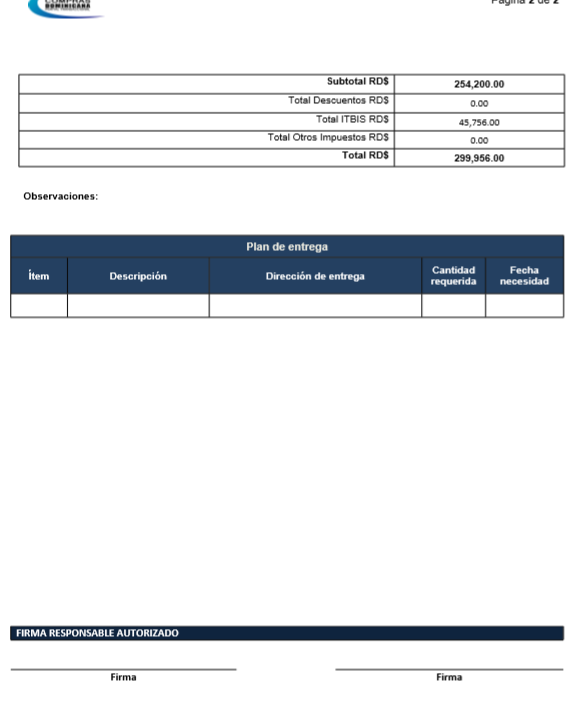 COMPRAS
DOMINICANA
Página 2 de 2
Subtotal RD$ 254,200.00
Total Descuentos RD$ 0.00
Total ITBIS RD$ 45,756.00
Total Otros Impuestos RD$ 0.00
Total RD$ 299,956.00
Observaciones:
Plan de entrega
Ítem Descripción Dirección de entrega Cantidad requerida Fecha necesidad
FIRMA RESPONSABLE AUTORIZADO
Firma Firma